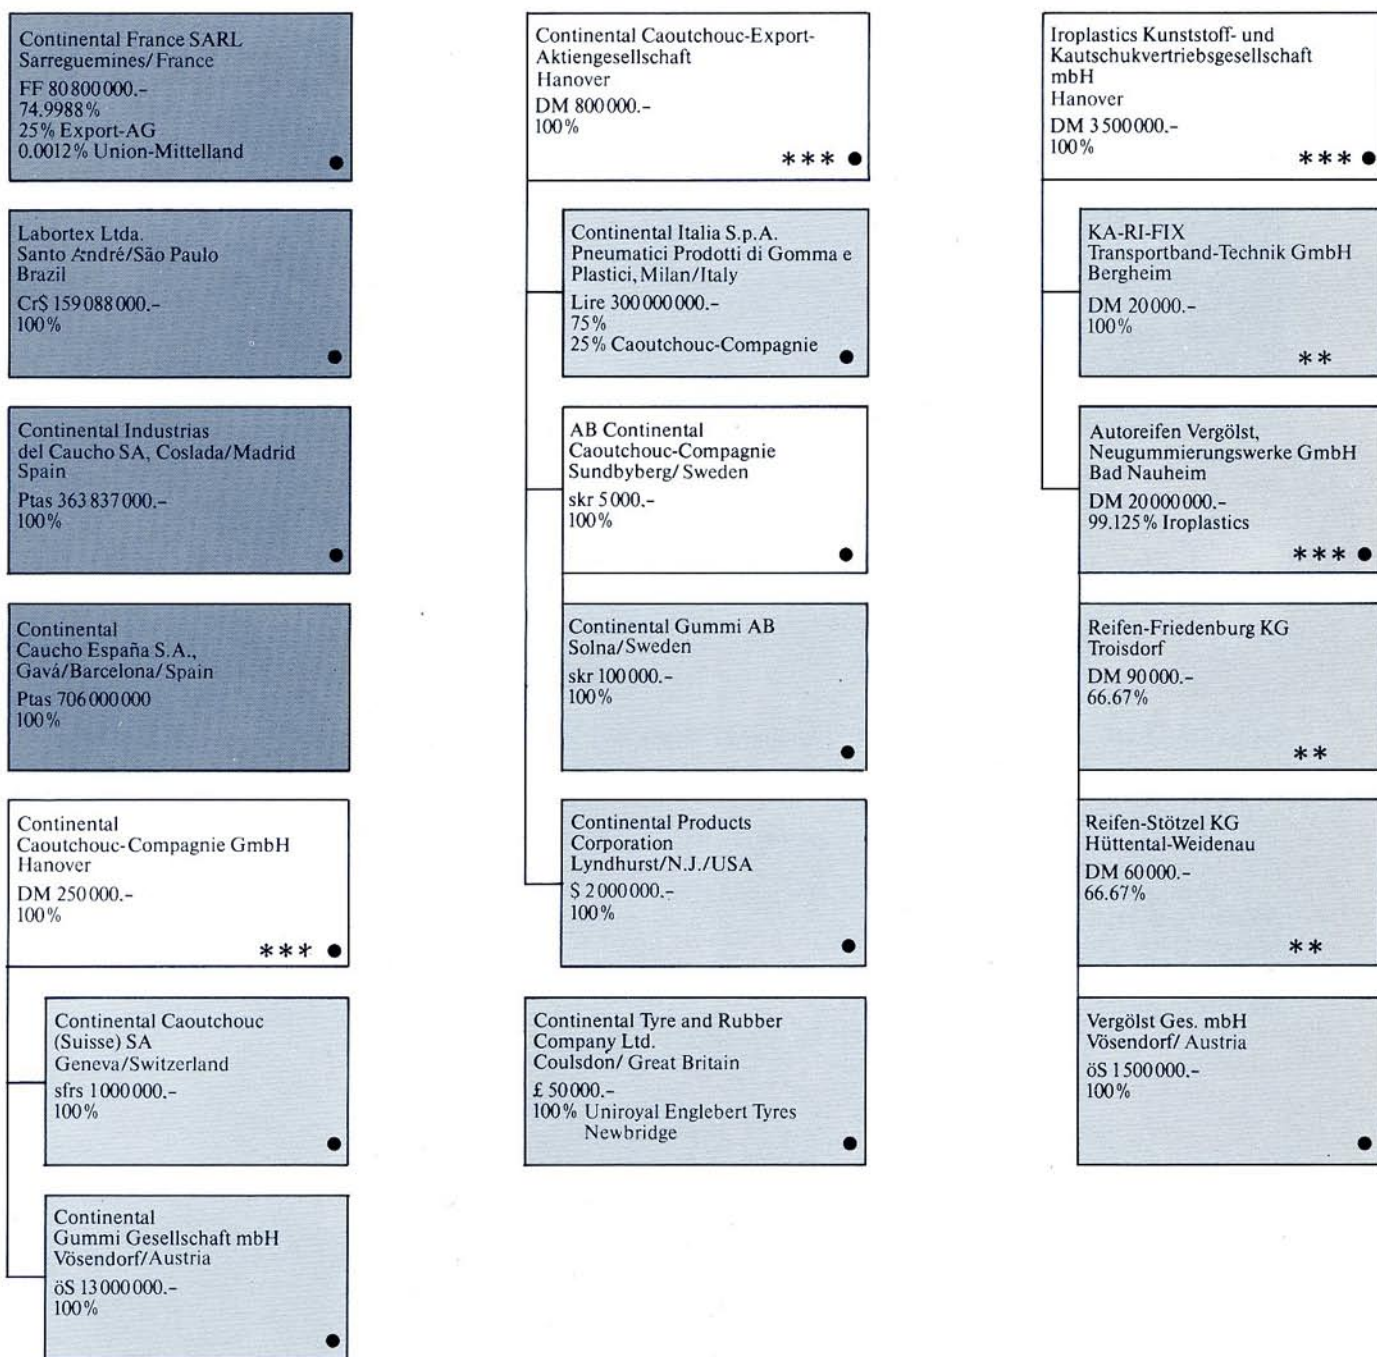 Continental France SARL
Sarreguemines/France
FF 80800000.–
74.9988%
25% Export-AG
0.0012% Union-Mittelland
●
Labortex Ltda.
Santo André/São Paulo
Brazil
Cr$ 159088000.–
100%
●
Continental Industrias
del Caucho SA, Coslada/Madrid
Spain
Ptas 363837000.–
100%
●
Continental
Caucho España S.A.,
Gavá/Barcelona/Spain
Ptas 706000000
100%
Continental
Caoutchouc-Compagnie GmbH
Hanover
DM 250000.–
100%
*** ●
Continental Caoutchouc
(Suisse) SA
Geneva/Switzerland
sfrs 1000000.–
100%
●
Continental
Gummi Gesellschaft mbH
Vösendorf/Austria
öS 13000000.–
100%
●
Continental Caoutchouc-Export-
Aktiengesellschaft
Hanover
DM 800000.–
100%
*** ●
Continental Italia S.p.A.
Pneumatici Prodotti di Gomma e
Plastici, Milan/Italy
Lire 300000000.–
75%
25% Caoutchouc-Compagnie
●
AB Continental
Caoutchouc-Compagnie
Sundbyberg/Sweden
skr 5000.–
100%
●
Continental Gummi AB
Solna/Sweden
skr 100000.–
100%
●
Continental Products
Corporation
Lyndhurst/N.J./USA
$ 2000000.–
100%
●
Continental Tyre and Rubber
Company Ltd.
Coulsdon/ Great Britain
£ 50000.–
100% Uniroyal Englebert Tyres
Newbridge
●
Iroplastics Kunststoff- und
Kautschukvertriebsgesellschaft
mbH
Hanover
DM 3500000.–
100%
*** ●
KA-RI-FIX
Transportband-Technik GmbH
Bergheim
DM 20000.–
100%
**
Autoreifen Vergölst,
Neugummierungswerke GmbH
Bad Nauheim
DM 20000000.–
99.125% Iroplastics
*** ●
Reifen-Friedenburg KG
Troisdorf
DM 90000.–
66.67%
**
Reifen-Stötzel KG
Hüttental-Weidenau
DM 60000.–
66.67%
**
Vergölst Ges. mbH
Vösendorf/ Austria
öS 1500000.–
100%
●